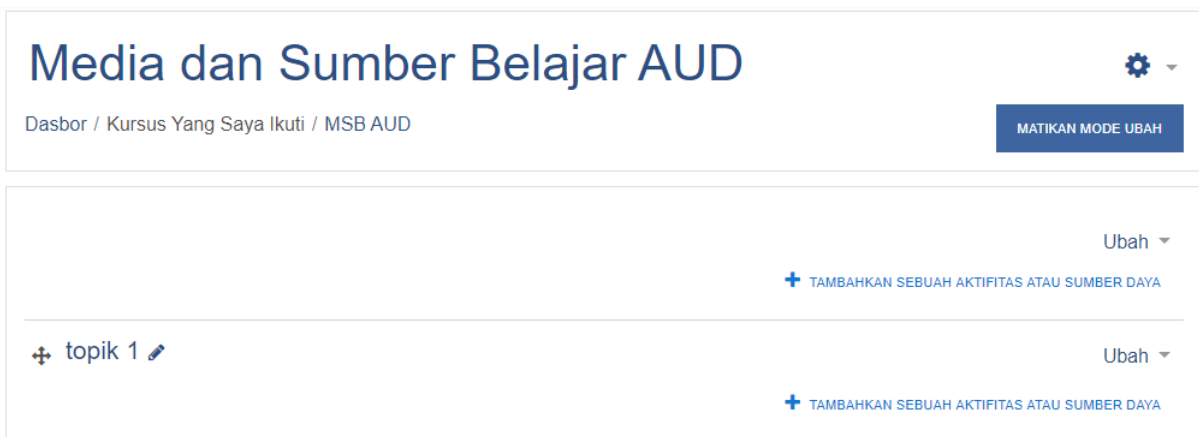 Media dan Sumber Belajar AUD
Dasbor / Kursus Yang Saya Ikuti / MSB AUD
MATIKAN MODE UBAH
Ubah
TAMBAHKAN SEBUAH AKTIFITAS ATAU SUMBER DAYA
topik 1
Ubah
TAMBAHKAN SEBUAH AKTIFITAS ATAU SUMBER DAYA